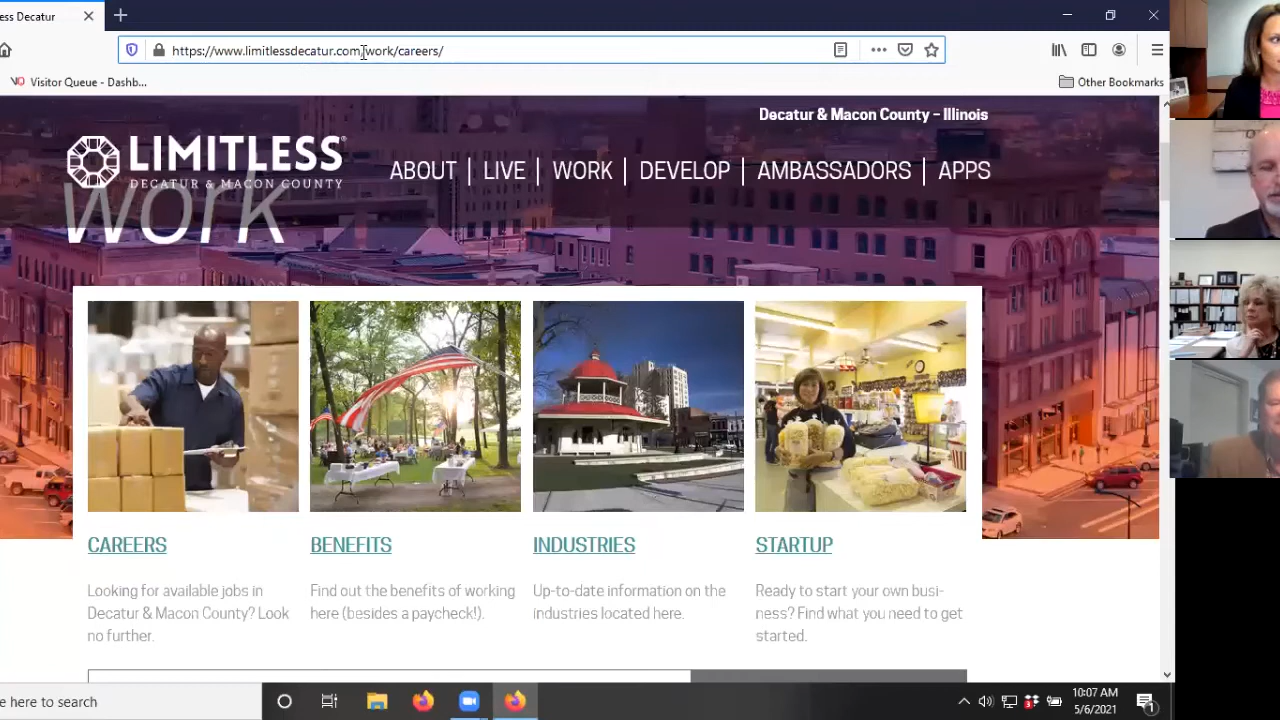 ess Decatur
https://www.limitlessdecatur.com/work/careers/
VQ Visitor Queue - Dashb...
Other Bookmarks
Decatur & Macon County – Illinois
LIMITLESS®
DECATUR & MACON COUNTY
ABOUT | LIVE | WORK | DEVELOP | AMBASSADORS | APPS
work
CAREERS
Looking for available jobs in
Decatur & Macon County? Look
no further.
BENEFITS
Find out the benefits of working
here (besides a paycheck!).
INDUSTRIES
Up-to-date information on the
industries located here.
STARTUP
Ready to start your own busi-
ness? Find what you need to get
started.
e here to search
10:07 AM
5/6/2021
3
1